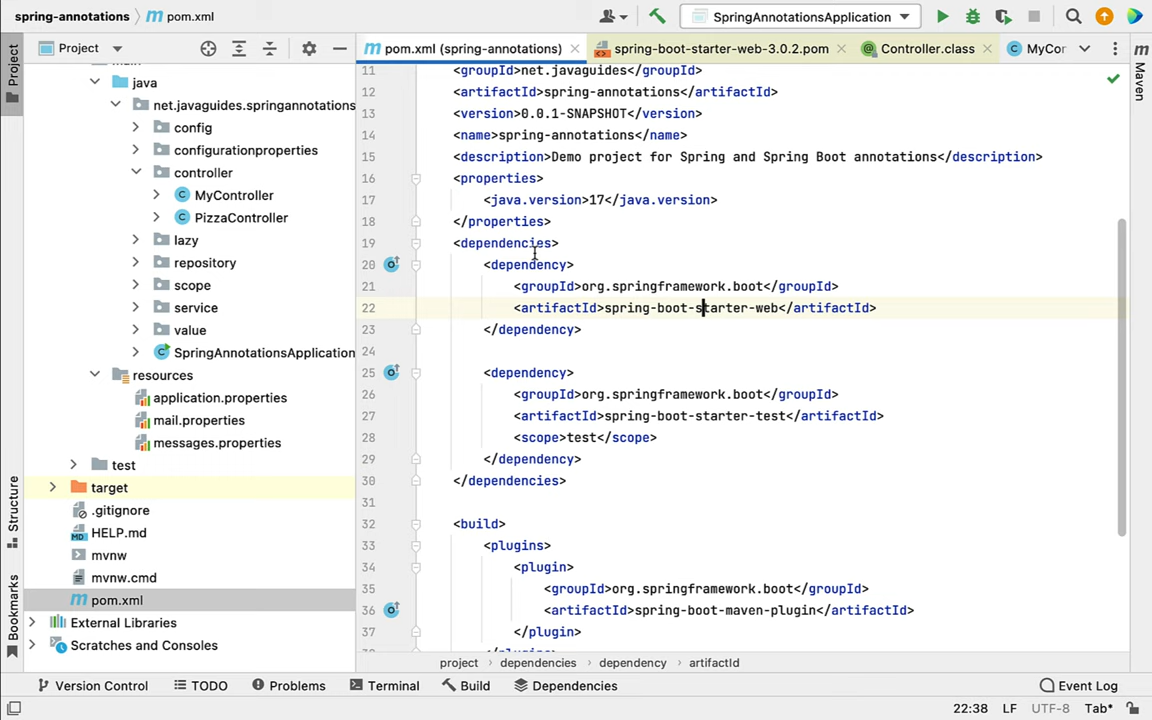 spring-annotations pom.xml SpringAnnotationsApplication
Project pom.xml (spring-annotations) spring-boot-starter-web-3.0.2.pom Controller.class MyCor
Project
Structure
Bookmarks
Maven
java
net.javaguides.springannotations
config
configurationproperties
controller
MyController
PizzaController
lazy
repository
scope
service
value
SpringAnnotationsApplication
resources
application.properties
mail.properties
messages.properties
test
target
.gitignore
HELP.md
mvnw
mvnw.cmd
pom.xml
External Libraries
Scratches and Consoles
11 <groupId>net.javaguides</groupId>
12 <artifactId>spring-annotations</artifactId>
13 <version>0.0.1-SNAPSHOT</version>
14 <name>spring-annotations</name>
15 <description>Demo project for Spring and Spring Boot annotations</description>
16 <properties>
17 <java.version>17</java.version>
18 </properties>
19 <dependencies>
20 <dependency>
21 <groupId>org.springframework.boot</groupId>
22 <artifactId>spring-boot-starter-web</artifactId>
23 </dependency>
24
25 <dependency>
26 <groupId>org.springframework.boot</groupId>
27 <artifactId>spring-boot-starter-test</artifactId>
28 <scope>test</scope>
29 </dependency>
30 </dependencies>
31
32 <build>
33 <plugins>
34 <plugin>
35 <groupId>org.springframework.boot</groupId>
36 <artifactId>spring-boot-maven-plugin</artifactId>
37 </plugin>
project dependencies dependency artifactId
Version Control TODO Problems Terminal Build Dependencies Event Log
22:38 LF UTF-8 Tab*